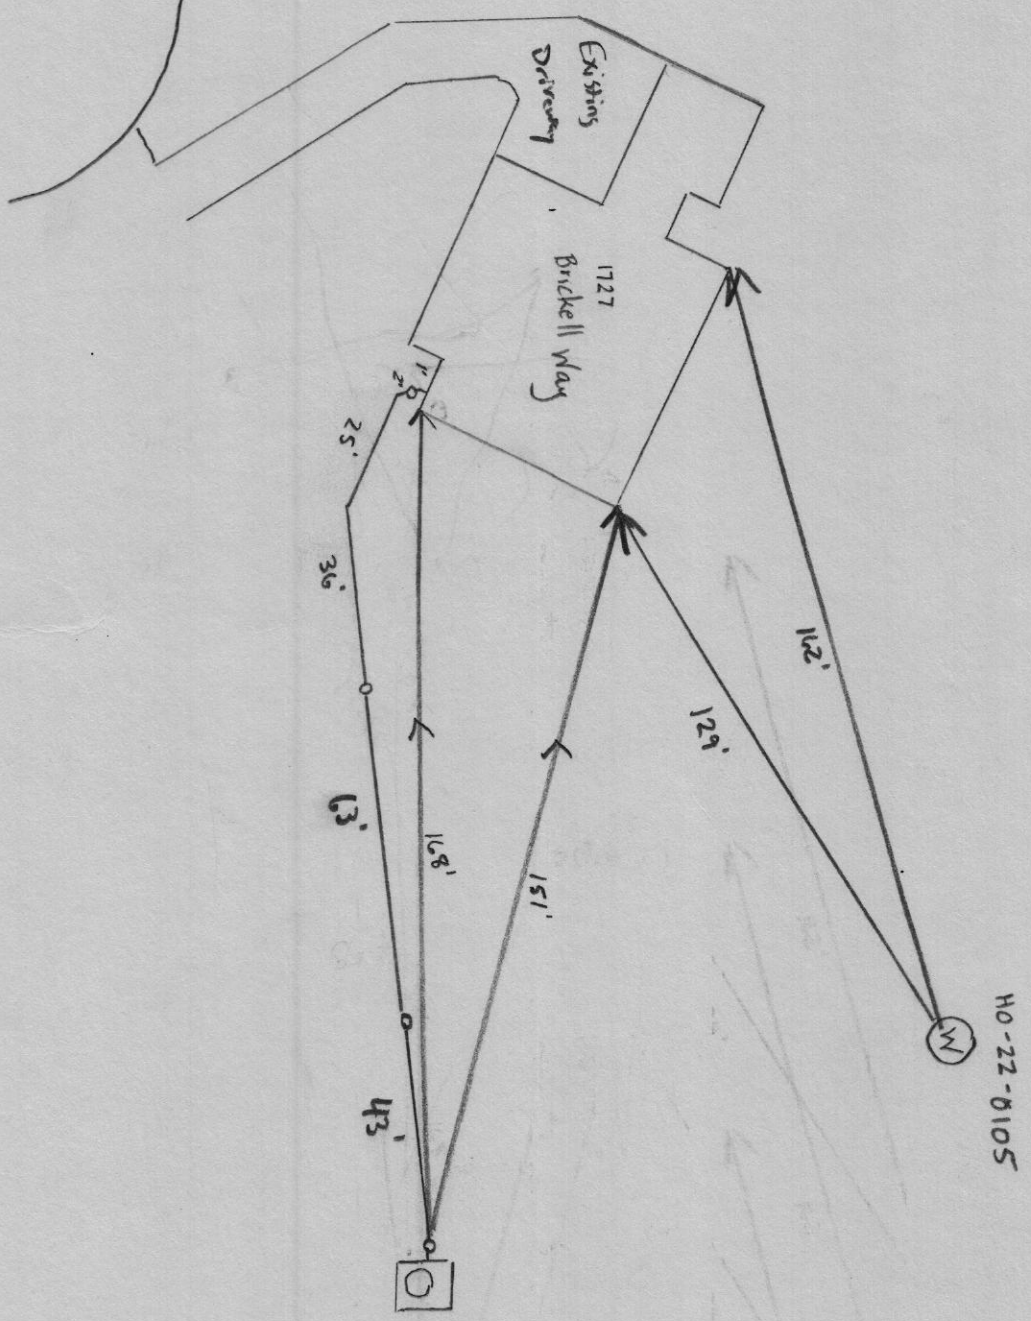 Existing
Driveway
1727
Brickell Way
1'
2'
25'
36'
63'
43'
168'
151'
129'
162'
W
HO-22-0105